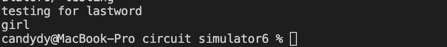 testing for lastword
girl
candydy@MacBook-Pro circuit simulator6 %